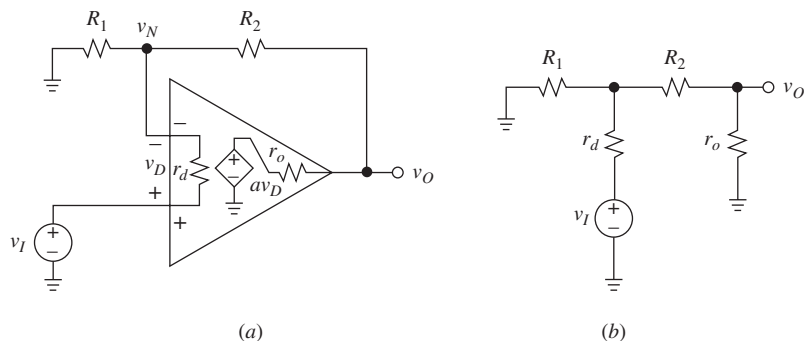 R1 vN R2
− −
vD rd + − ro
avD vO
+ +
vI + −
(a)
R1 R2
vO
rd ro
vI + −
(b)